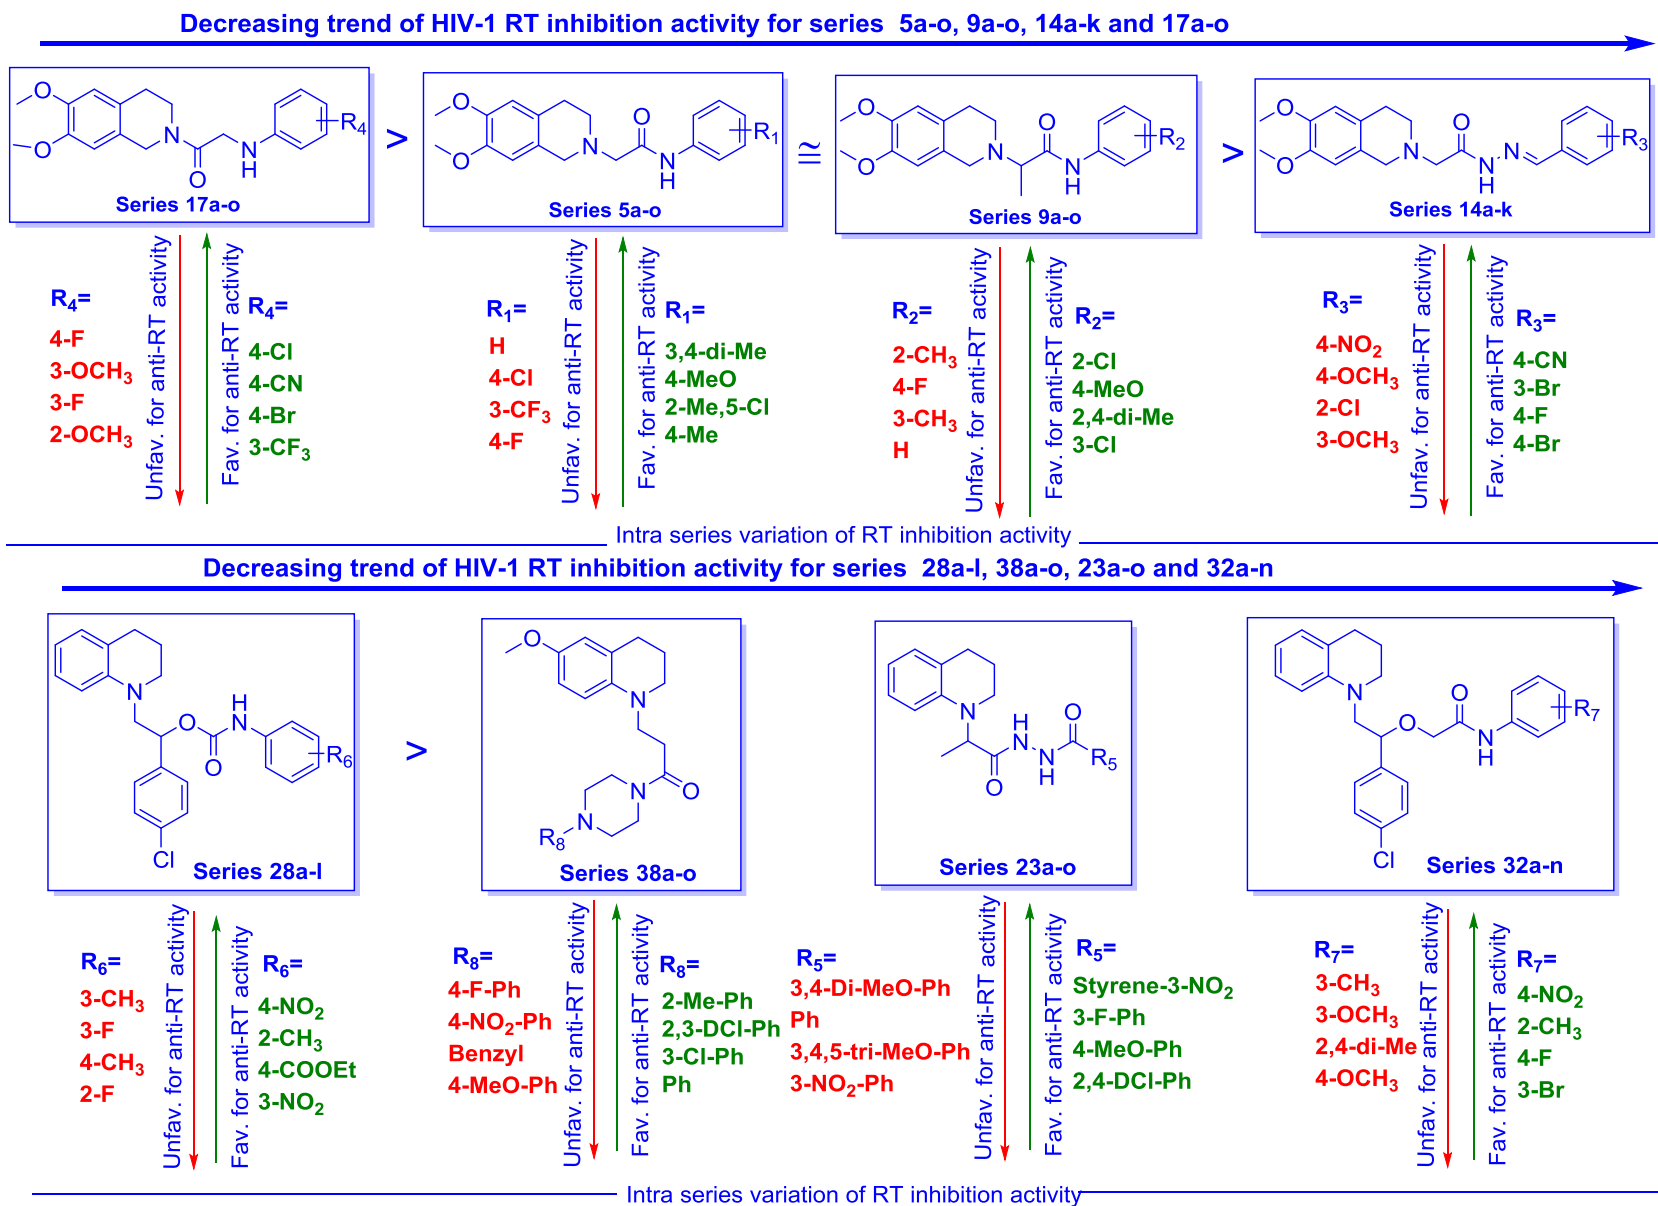 Decreasing trend of HIV-1 RT inhibition activity for series 5a-o, 9a-o, 14a-k and 17a-o
O
O
N
O
N
H
R4
Series 17a-o
>
O
O
N
O
N
H
R1
Series 5a-o
≅
O
O
N
O
N
H
R2
Series 9a-o
>
O
O
N
O
N
H
N
R3
Series 14a-k
R4=
4-F
3-OCH3
3-F
2-OCH3
Unfav. for anti-RT activity
Fav. for anti-RT activity
R4=
4-Cl
4-CN
4-Br
3-CF3
R1=
H
4-Cl
3-CF3
4-F
Unfav. for anti-RT activity
Fav. for anti-RT activity
R1=
3,4-di-Me
4-MeO
2-Me,5-Cl
4-Me
R2=
2-CH3
4-F
3-CH3
H
Unfav. for anti-RT activity
Fav. for anti-RT activity
R2=
2-Cl
4-MeO
2,4-di-Me
3-Cl
R3=
4-NO2
4-OCH3
2-Cl
3-OCH3
Unfav. for anti-RT activity
Fav. for anti-RT activity
R3=
4-CN
3-Br
4-F
4-Br
Intra series variation of RT inhibition activity
Decreasing trend of HIV-1 RT inhibition activity for series 28a-l, 38a-o, 23a-o and 32a-n
N
O
O
H
N
R6
Cl
Series 28a-l
>
O
N
N
O
N
R8
Series 38a-o
N
O
H
N
N
H
O
R5
Series 23a-o
N
O
O
N
H
R7
Cl
Series 32a-n
R6=
3-CH3
3-F
4-CH3
2-F
Unfav. for anti-RT activity
Fav. for anti-RT activity
R6=
4-NO2
2-CH3
4-COOEt
3-NO2
R8=
4-F-Ph
4-NO2-Ph
Benzyl
4-MeO-Ph
Unfav. for anti-RT activity
Fav. for anti-RT activity
R8=
2-Me-Ph
2,3-DCl-Ph
3-Cl-Ph
Ph
R5=
3,4-Di-MeO-Ph
Ph
3,4,5-tri-MeO-Ph
3-NO2-Ph
Unfav. for anti-RT activity
Fav. for anti-RT activity
R5=
Styrene-3-NO2
3-F-Ph
4-MeO-Ph
2,4-DCl-Ph
R7=
3-CH3
3-OCH3
2,4-di-Me
4-OCH3
Unfav. for anti-RT activity
Fav. for anti-RT activity
R7=
4-NO2
2-CH3
4-F
3-Br
Intra series variation of RT inhibition activity